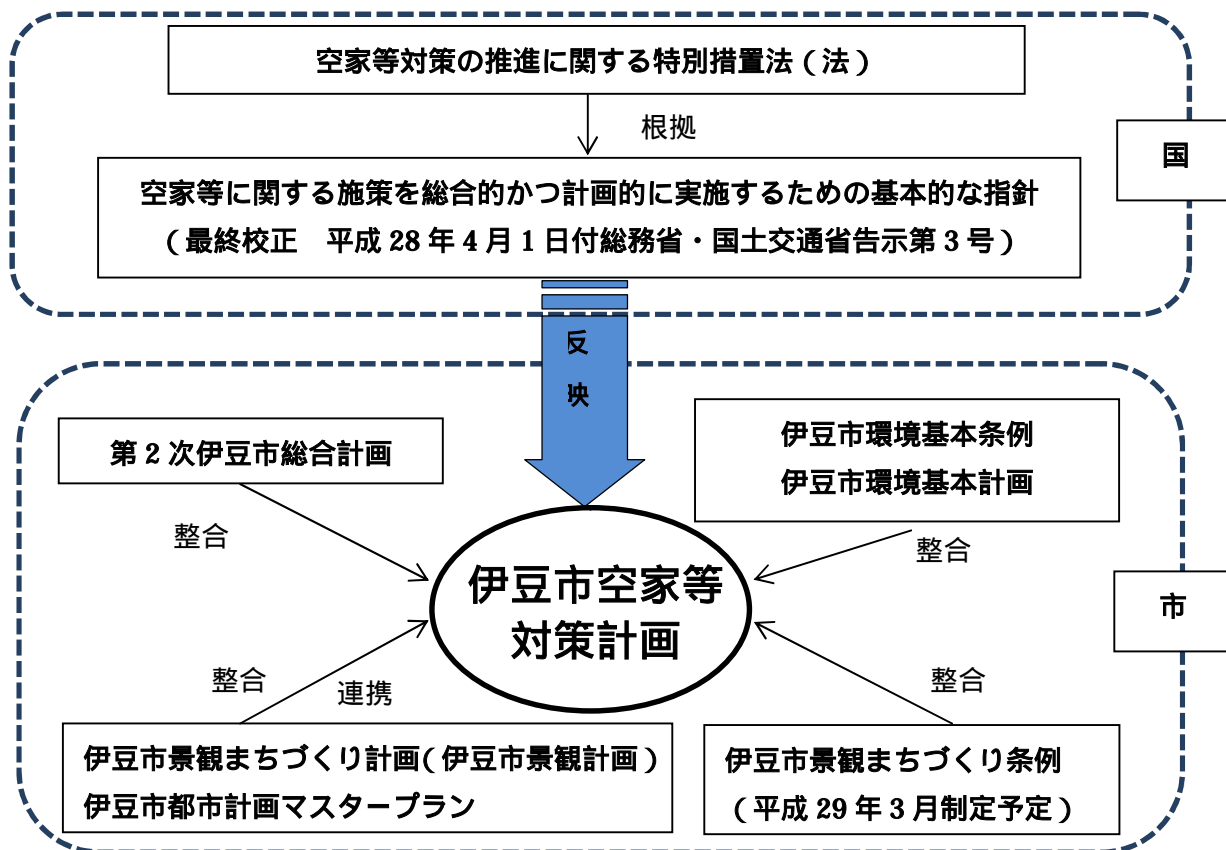 空家等対策の推進に関する特別措置法(法)
根拠
国
空家等に関する施策を総合的かつ計画的に実施するための基本的な指針
(最終校正 平成 28 年 4 月 1 日付総務省・国土交通省告示第 3 号)
反
映
第 2 次伊豆市総合計画
伊豆市環境基本条例
伊豆市環境基本計画
整合
整合
伊豆市空家等
対策計画
市
整合
連携
整合
伊豆市景観まちづくり計画(伊豆市景観計画)
伊豆市都市計画マスタープラン
伊豆市景観まちづくり条例
(平成 29 年 3 月制定予定)